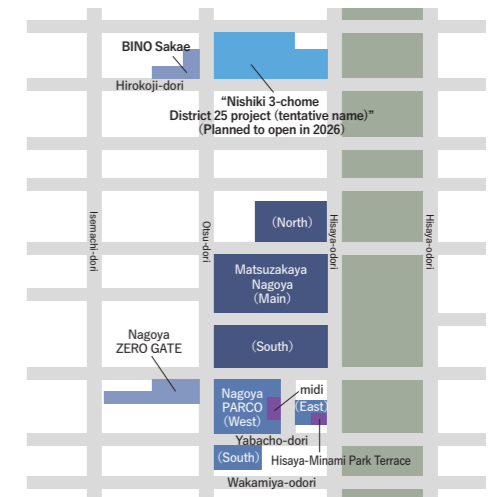 BINO Sakae
Hirokoji-dori
“Nishiki 3-chome
District 25 project (tentative name)”
(Planned to open in 2026)
Isemachi-dori
Otsu-dori
Hisaya-odori
Hisaya-odori
(North)
Matsuzakaya
Nagoya
(Main)
(South)
Nagoya
ZERO GATE
Nagoya
PARCO
(West)
midi
(East)
Yabacho-dori
(South)
Hisaya-Minami Park Terrace
Wakamiya-odori